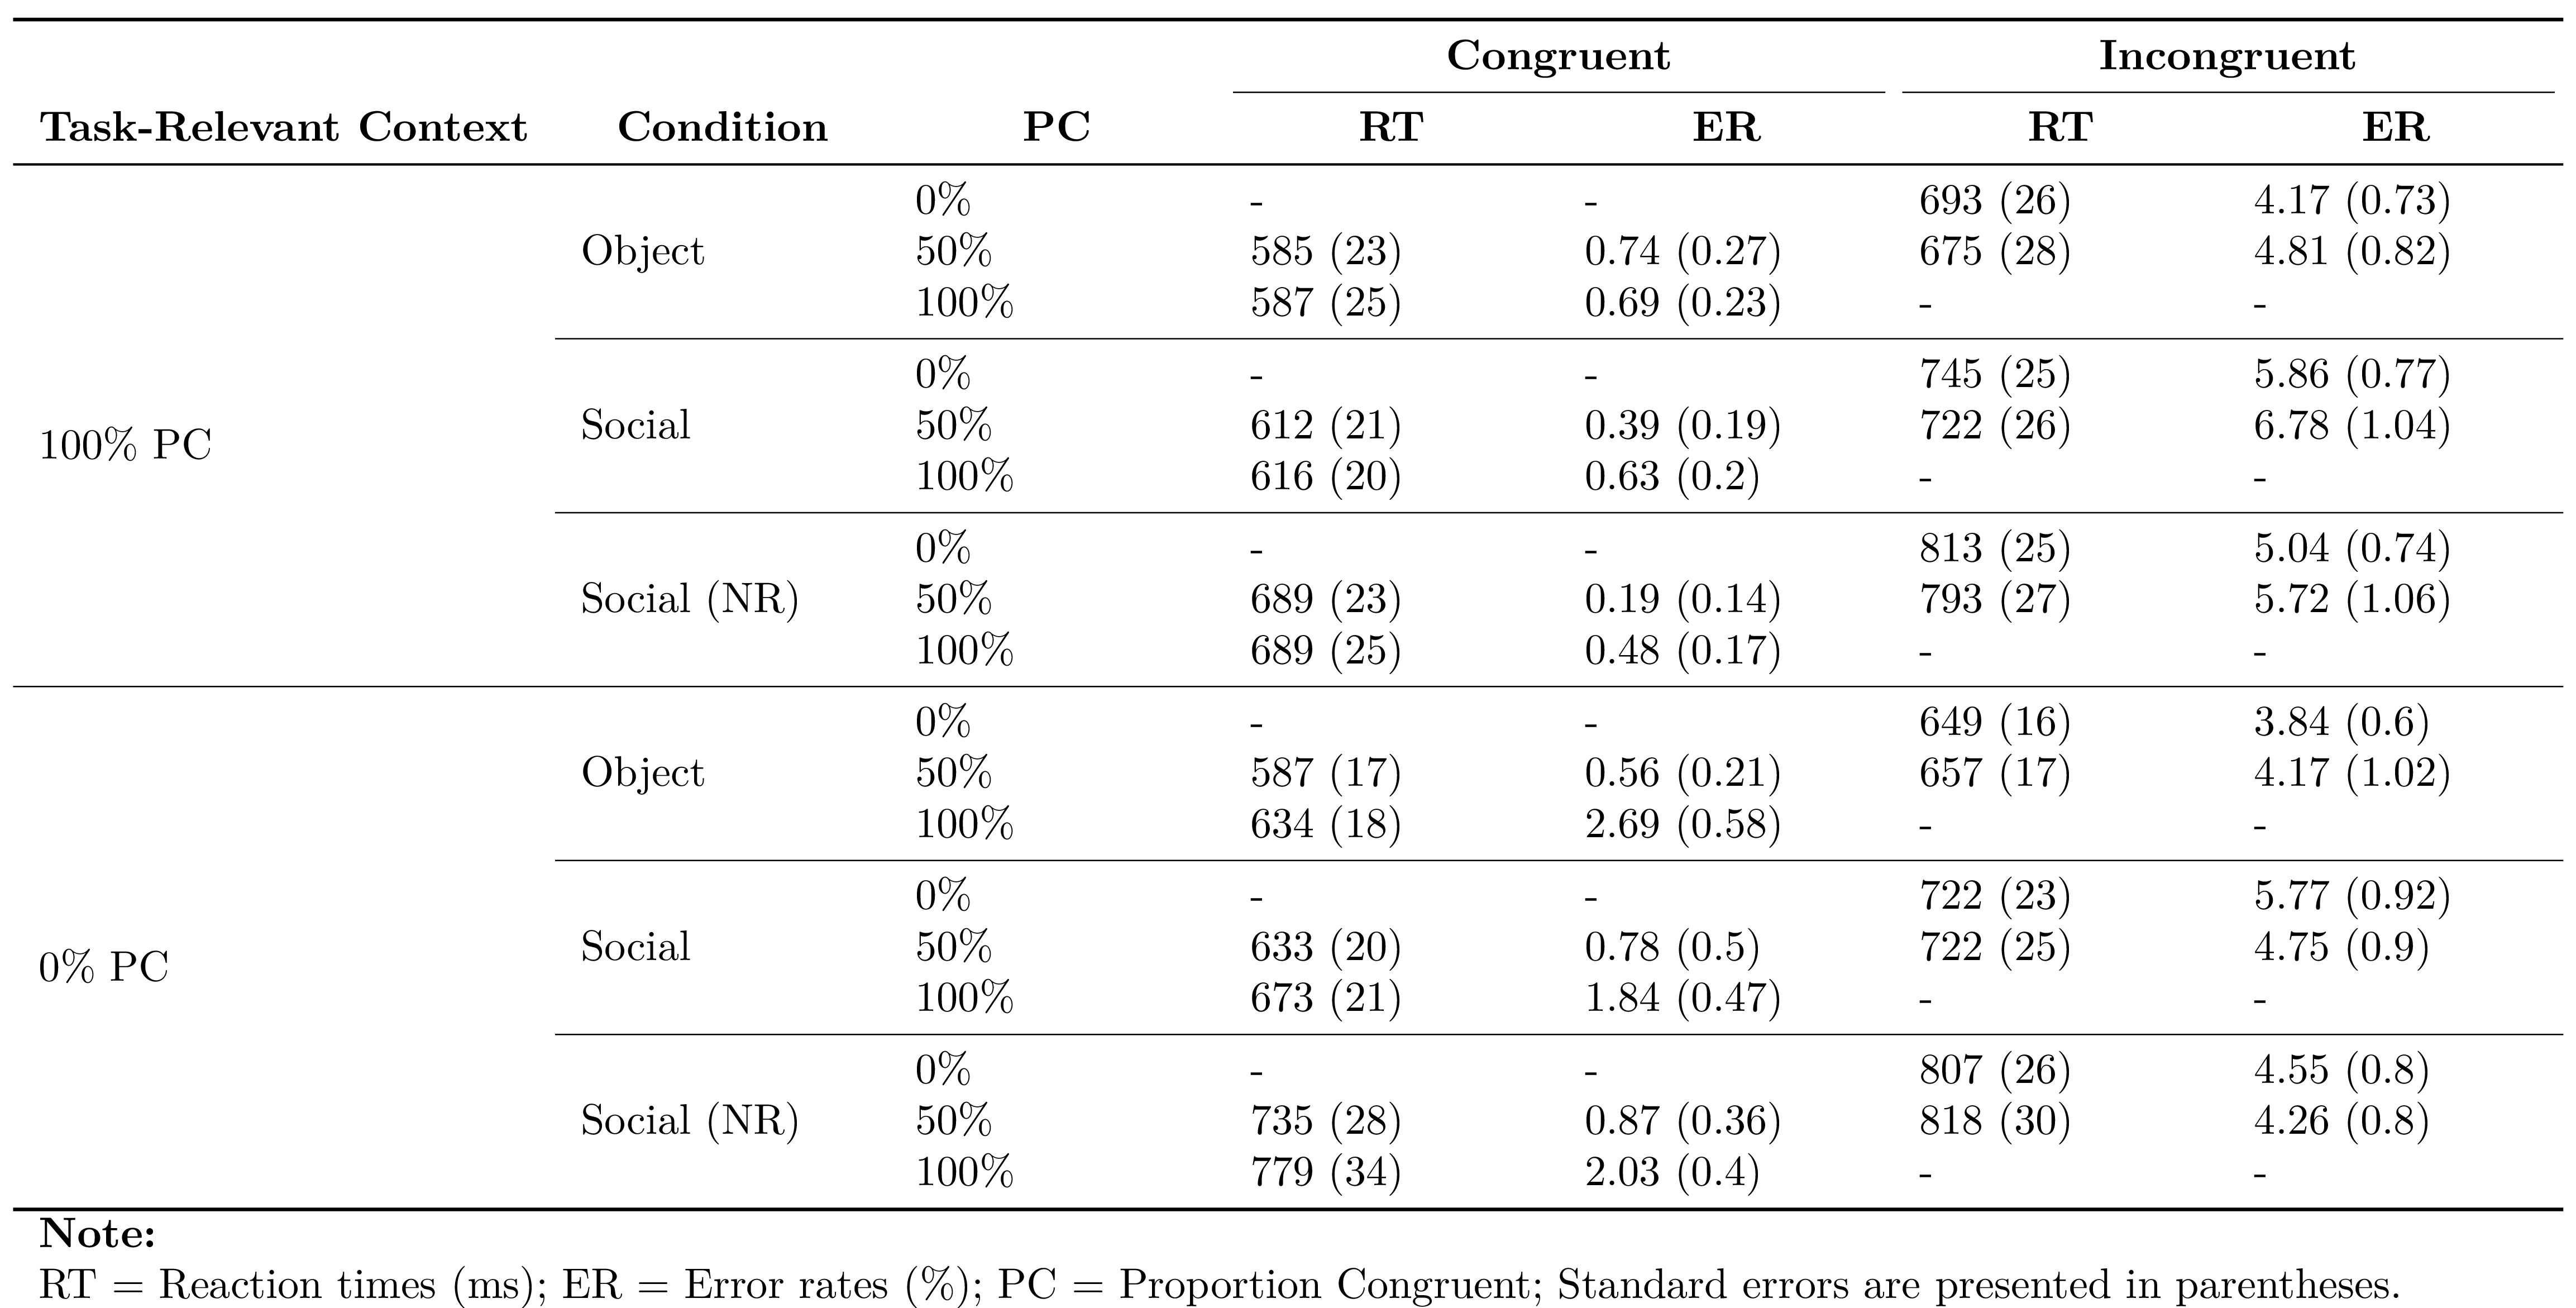 Congruent Incongruent
Task-Relevant Context Condition PC RT ER RT ER
0% - - 693 (26) 4.17 (0.73)
Object 50% 585 (23) 0.74 (0.27) 675 (28) 4.81 (0.82)
100% 587 (25) 0.69 (0.23) - -
0% - - 745 (25) 5.86 (0.77)
Social 50% 612 (21) 0.39 (0.19) 722 (26) 6.78 (1.04)
100% PC
100% 616 (20) 0.63 (0.2) - -
0% - - 813 (25) 5.04 (0.74)
Social (NR) 50% 689 (23) 0.19 (0.14) 793 (27) 5.72 (1.06)
100% 689 (25) 0.48 (0.17) - -
0% - - 649 (16) 3.84 (0.6)
Object 50% 587 (17) 0.56 (0.21) 657 (17) 4.17 (1.02)
100% 634 (18) 2.69 (0.58) - -
0% - - 722 (23) 5.77 (0.92)
Social 50% 633 (20) 0.78 (0.5) 722 (25) 4.75 (0.9)
0% PC
100% 673 (21) 1.84 (0.47) - -
0% - - 807 (26) 4.55 (0.8)
Social (NR) 50% 735 (28) 0.87 (0.36) 818 (30) 4.26 (0.8)
100% 779 (34) 2.03 (0.4) - -
Note:
RT = Reaction times (ms); ER = Error rates (%); PC = Proportion Congruent; Standard errors are presented in parentheses.